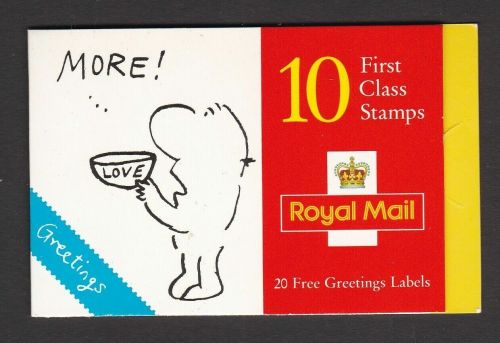 MORE!
...
LOVE
Greetings
10
First
Class
Stamps
Royal Mail
20 Free Greetings Labels